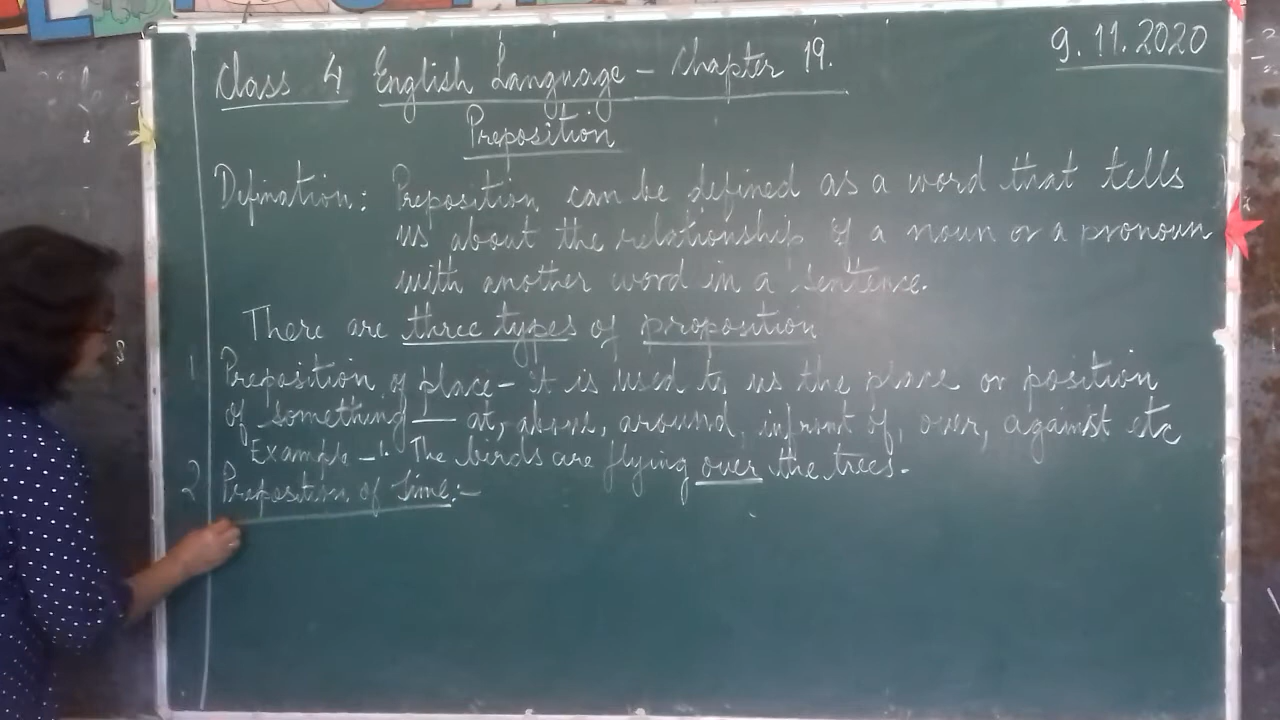 9.11.2020
Class 4 English Language - Chapter 19.
Preposition
Defination: Preposition can be defined as a word that tells
us about the relationship of a noun or a pronoun
with another word in a sentence.
There are three types of proposition
1 Preposition of place - it is used to us the place or position
of something — at, above, around, infront of, over, against etc
Example - 1. The birds are flying over the trees.
2 Preposition of Time:-